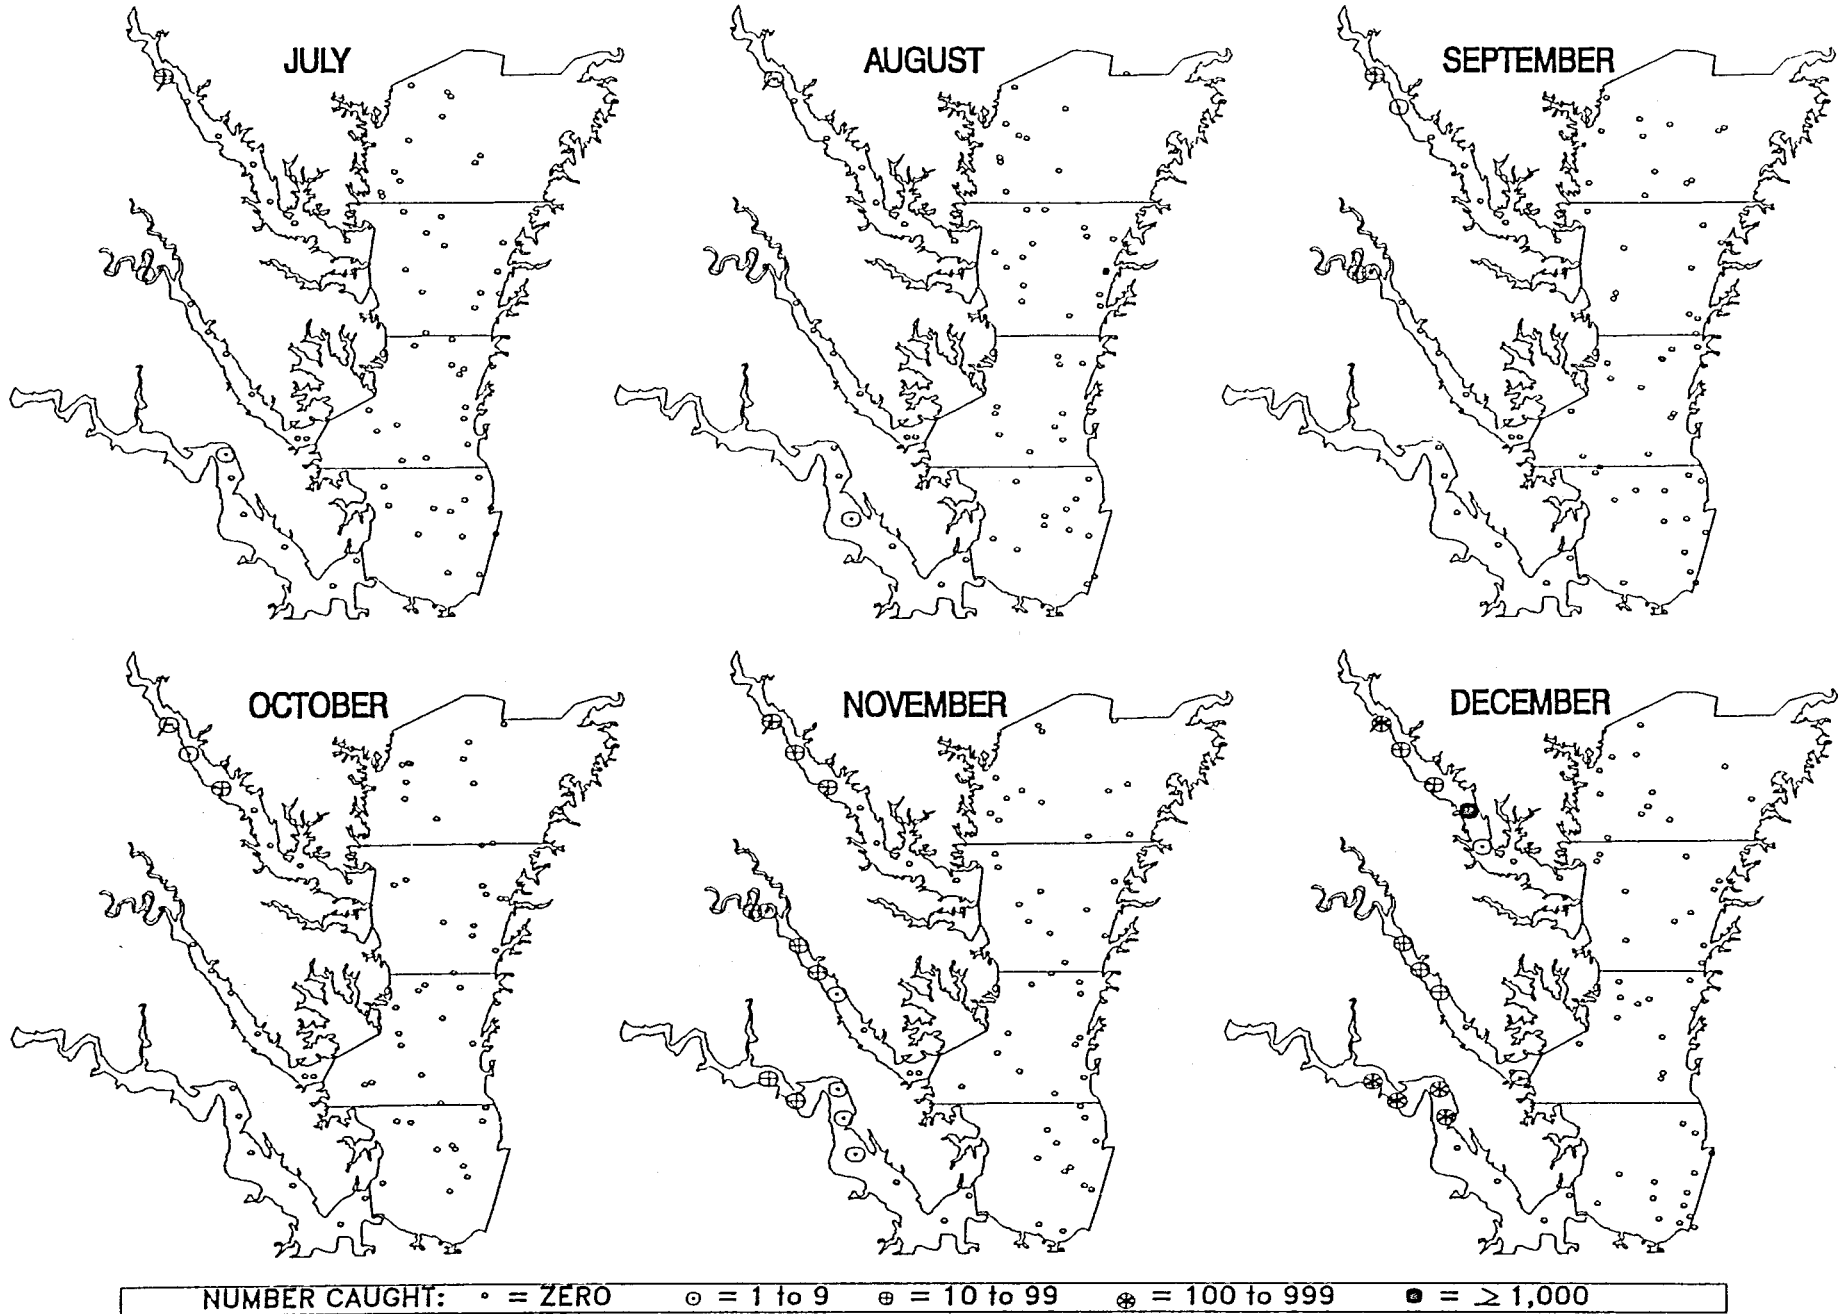 JULY
AUGUST
SEPTEMBER
OCTOBER
NOVEMBER
DECEMBER
NUMBER CAUGHT: = ZERO = 1 to 9 = 10 to 99 = 100 to 999 = ≥ 1,000